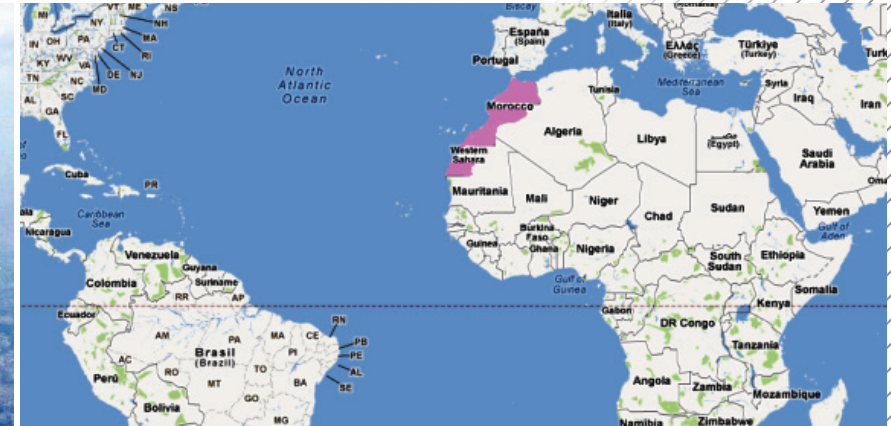 VT
ME
NS
MI
NY
NH
MA
IN
OH
PA
CT
RI
KY
WV
VA
DE
NJ
MD
TN
SC
AL
GA
FL
North
Atlantic
Ocean
Biscay
España
(Spain)
Portugal
Italia
(Italy)
Ελλάς
(Greece)
Türkiye
(Turkey)
Mediterranean
Sea
Tunisia
Syria
Iraq
Iran
Morocco
Algeria
Libya
(Egypt)
Saudi
Arabia
Western
Sahara
Cuba
PR
Mauritania
Mali
Niger
Chad
Sudan
Yemen
Caribbean
Sea
Nicaragua
Gulf of
Aden
Venezuela
Guyana
Suriname
Colombia
Guinea
Burkina
Faso
Ghana
Nigeria
South
Sudan
Ethiopia
Gulf of
Guinea
Somalia
RR
AP
Ecuador
Gabon
DR Congo
Kenya
RN
AM
PA
MA
CE
PB
Brasil
(Brazil)
PI
PE
AC
TO
AL
RO
BA
SE
Tanzania
Perú
MT
GO
Angola
Zambia
Mozambique
Bolivia
MG
Namibia
Zimbabwe